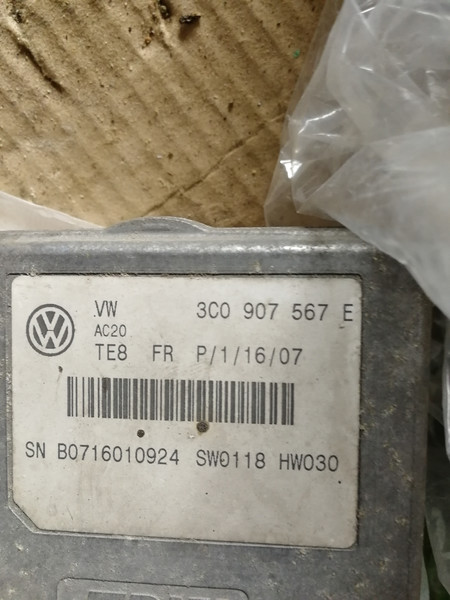 VW 3C0 907 567 E
AC20
TE8 FR P/1/16/07
SN B0716010924 SW0118 HW030